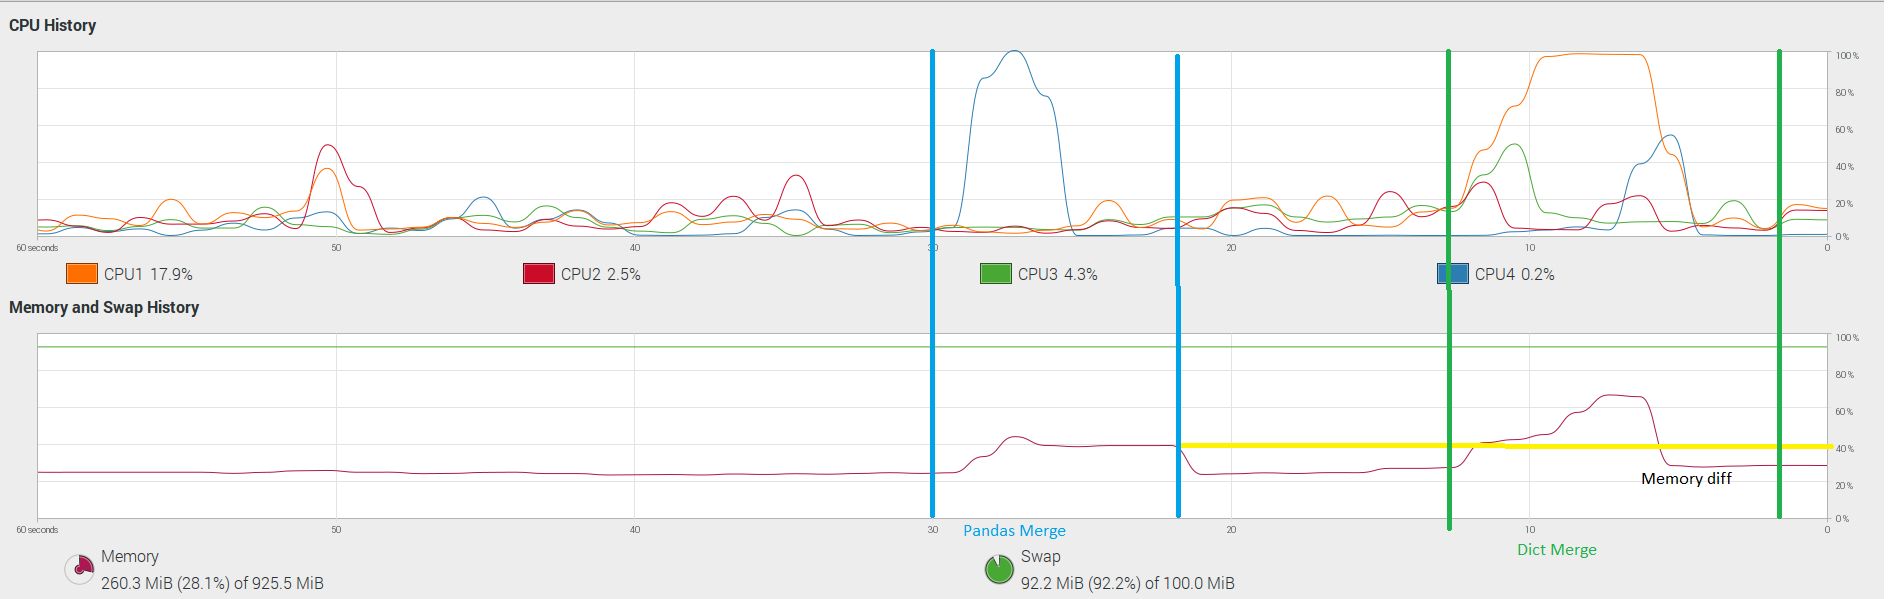 CPU History
100 %
80 %
60 %
40 %
20 %
0 %
60 seconds 50 40 30 20 10 0
CPU1 17.9% CPU2 2.5% CPU3 4.3% CPU4 0.2%
Memory and Swap History
100 %
80 %
60 %
40 %
Memory diff
20 %
0 %
60 seconds 50 40 30 20 10 0
Pandas Merge
Dict Merge
Memory Swap
260.3 MiB (28.1%) of 925.5 MiB 92.2 MiB (92.2%) of 100.0 MiB